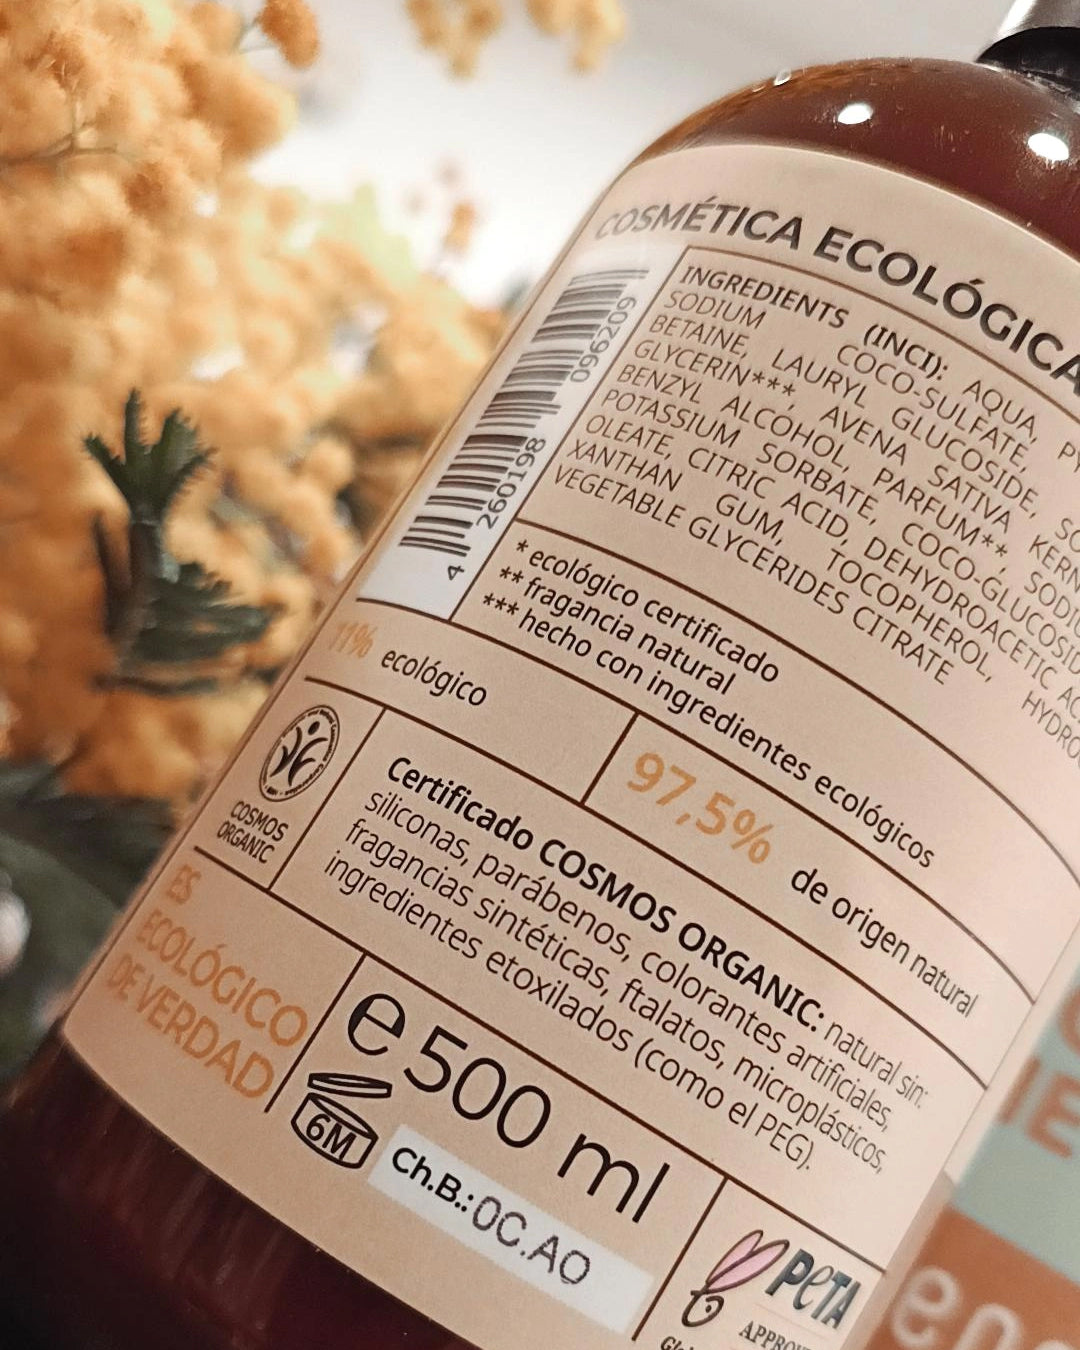 COSMÉTICA ECOLÓGICA
INGREDIENTS (INCI): AQUA,
SODIUM COCO-SULFATE,
BETAINE, LAURYL GLUCOSIDE,
GLYCERIN***, AVENA SATIVA
BENZYL ALCOHOL, PARFUM**,
POTASSIUM SORBATE, COCO-GLUCOSIDE
OLEATE, CITRIC ACID, DEHYDROACETIC
XANTHAN GUM, TOCOPHEROL,
VEGETABLE GLYCERIDES CITRATE
4 260198 096209
* ecológico certificado
** fragancia natural
*** hecho con ingredientes ecológicos
11% ecológico
97,5% de origen natural
COSMOS
ORGANIC
Certificado COSMOS ORGANIC: natural sin:
siliconas, parábenos, colorantes artificiales,
fragancias sintéticas, ftalatos, microplásticos,
ingredientes etoxilados (como el PEG).
ES
ECOLÓGICO
DE VERDAD
e 500 ml
6M
Ch.B.: 0C.AO
PeTA